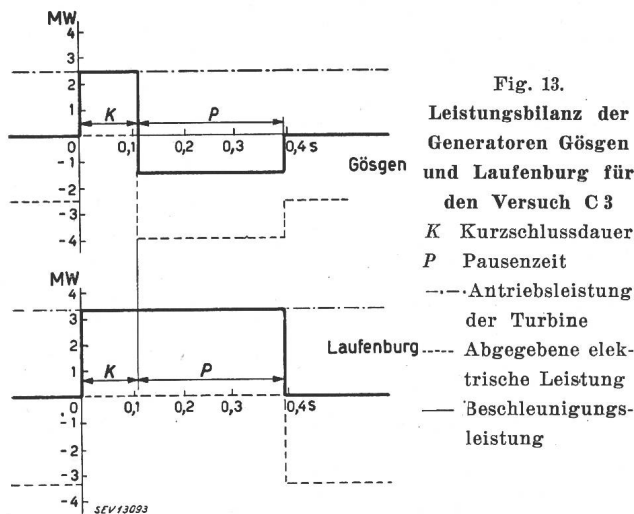 MW
4
3
2
1
0
-1
-2
-3
-4
K
P
0,1
0,2
0,3
0,4 s
Gösgen
MW
4
3
2
1
0
-1
-2
-3
-4
K
P
0,1
0,2
0,3
0,4 s
Laufenburg
SEV13093
Fig. 13.
Leistungsbilanz der
Generatoren Gösgen
und Laufenburg für
den Versuch C 3
K Kurzschlussdauer
P Pausenzeit
Antriebsleistung
der Turbine
Abgegebene elek-
trische Leistung
Beschleunigungs-
leistung